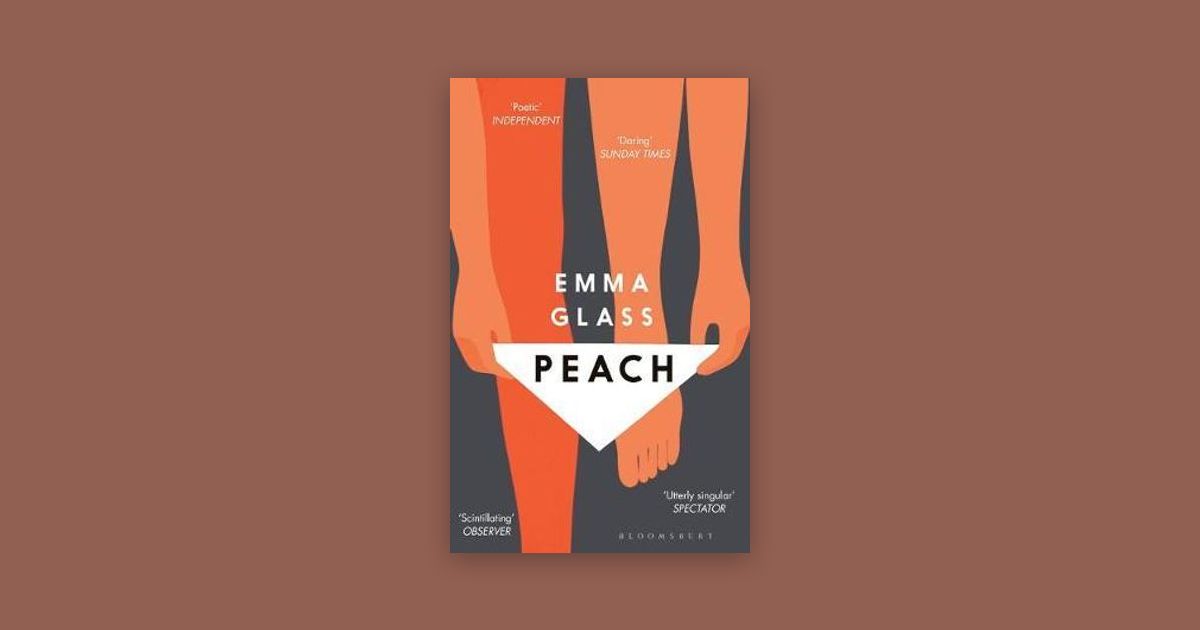 ‘Poetic’
INDEPENDENT
‘Daring’
SUNDAY TIMES
EMMA
GLASS
PEACH
‘Utterly singular’
SPECTATOR
‘Scintillating’
OBSERVER
BLOOMSBURY